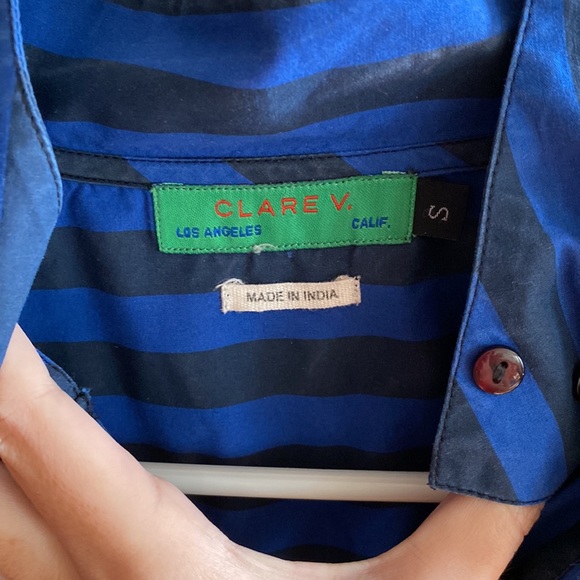 CLARE V.
LOS ANGELES CALIF.
S
MADE IN INDIA